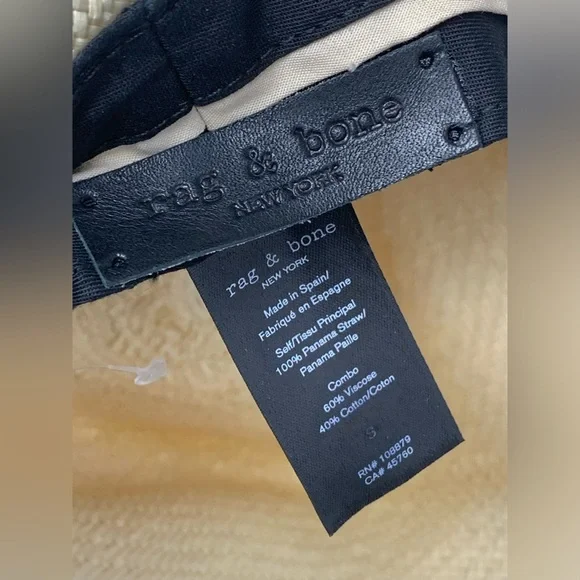 rag & bone
NEW YORK
rag & bone
NEW YORK
Made in Spain/
Fabriqué en Espagne
Self/Tissu Principal
100% Panama Straw/
Panama Paille
Combo
60% Viscose
40% Cotton/Coton
S
RN# 106879
CA# 45760